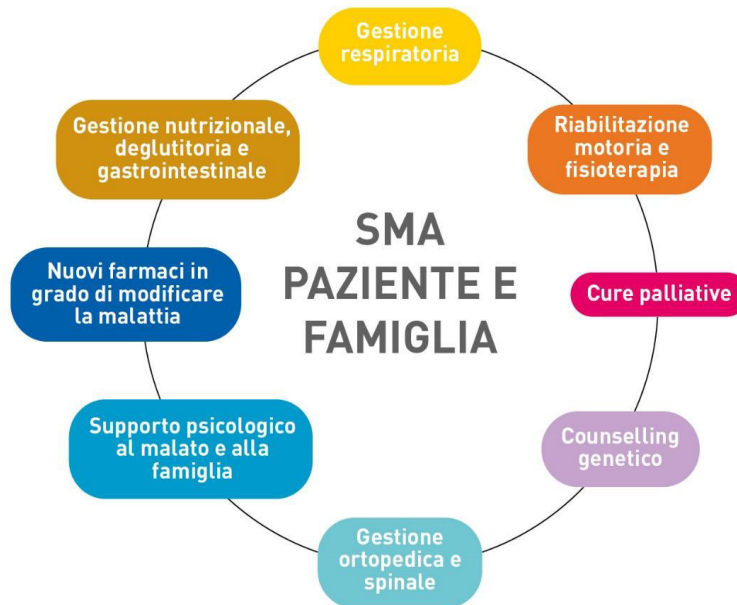 Gestione
respiratoria
Riabilitazione
motoria e
fisioterapia
Cure palliative
Counselling
genetico
Gestione
ortopedica e
spinale
Supporto psicologico
al malato e alla
famiglia
Nuovi farmaci in
grado di modificare
la malattia
Gestione nutrizionale,
deglutitoria e
gastrointestinale
SMA
PAZIENTE E
FAMIGLIA